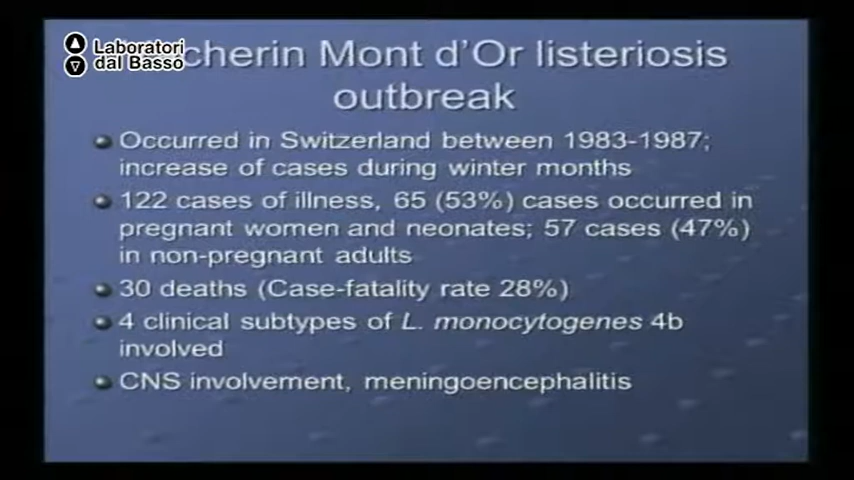 Laboratori
dal Basso
cherin Mont d'Or listeriosis
outbreak
Occurred in Switzerland between 1983-1987;
increase of cases during winter months
122 cases of illness, 65 (53%) cases occurred in
pregnant women and neonates; 57 cases (47%)
in non-pregnant adults
30 deaths (Case-fatality rate 28%)
4 clinical subtypes of L. monocytogenes 4b
involved
CNS involvement, meningoencephalitis